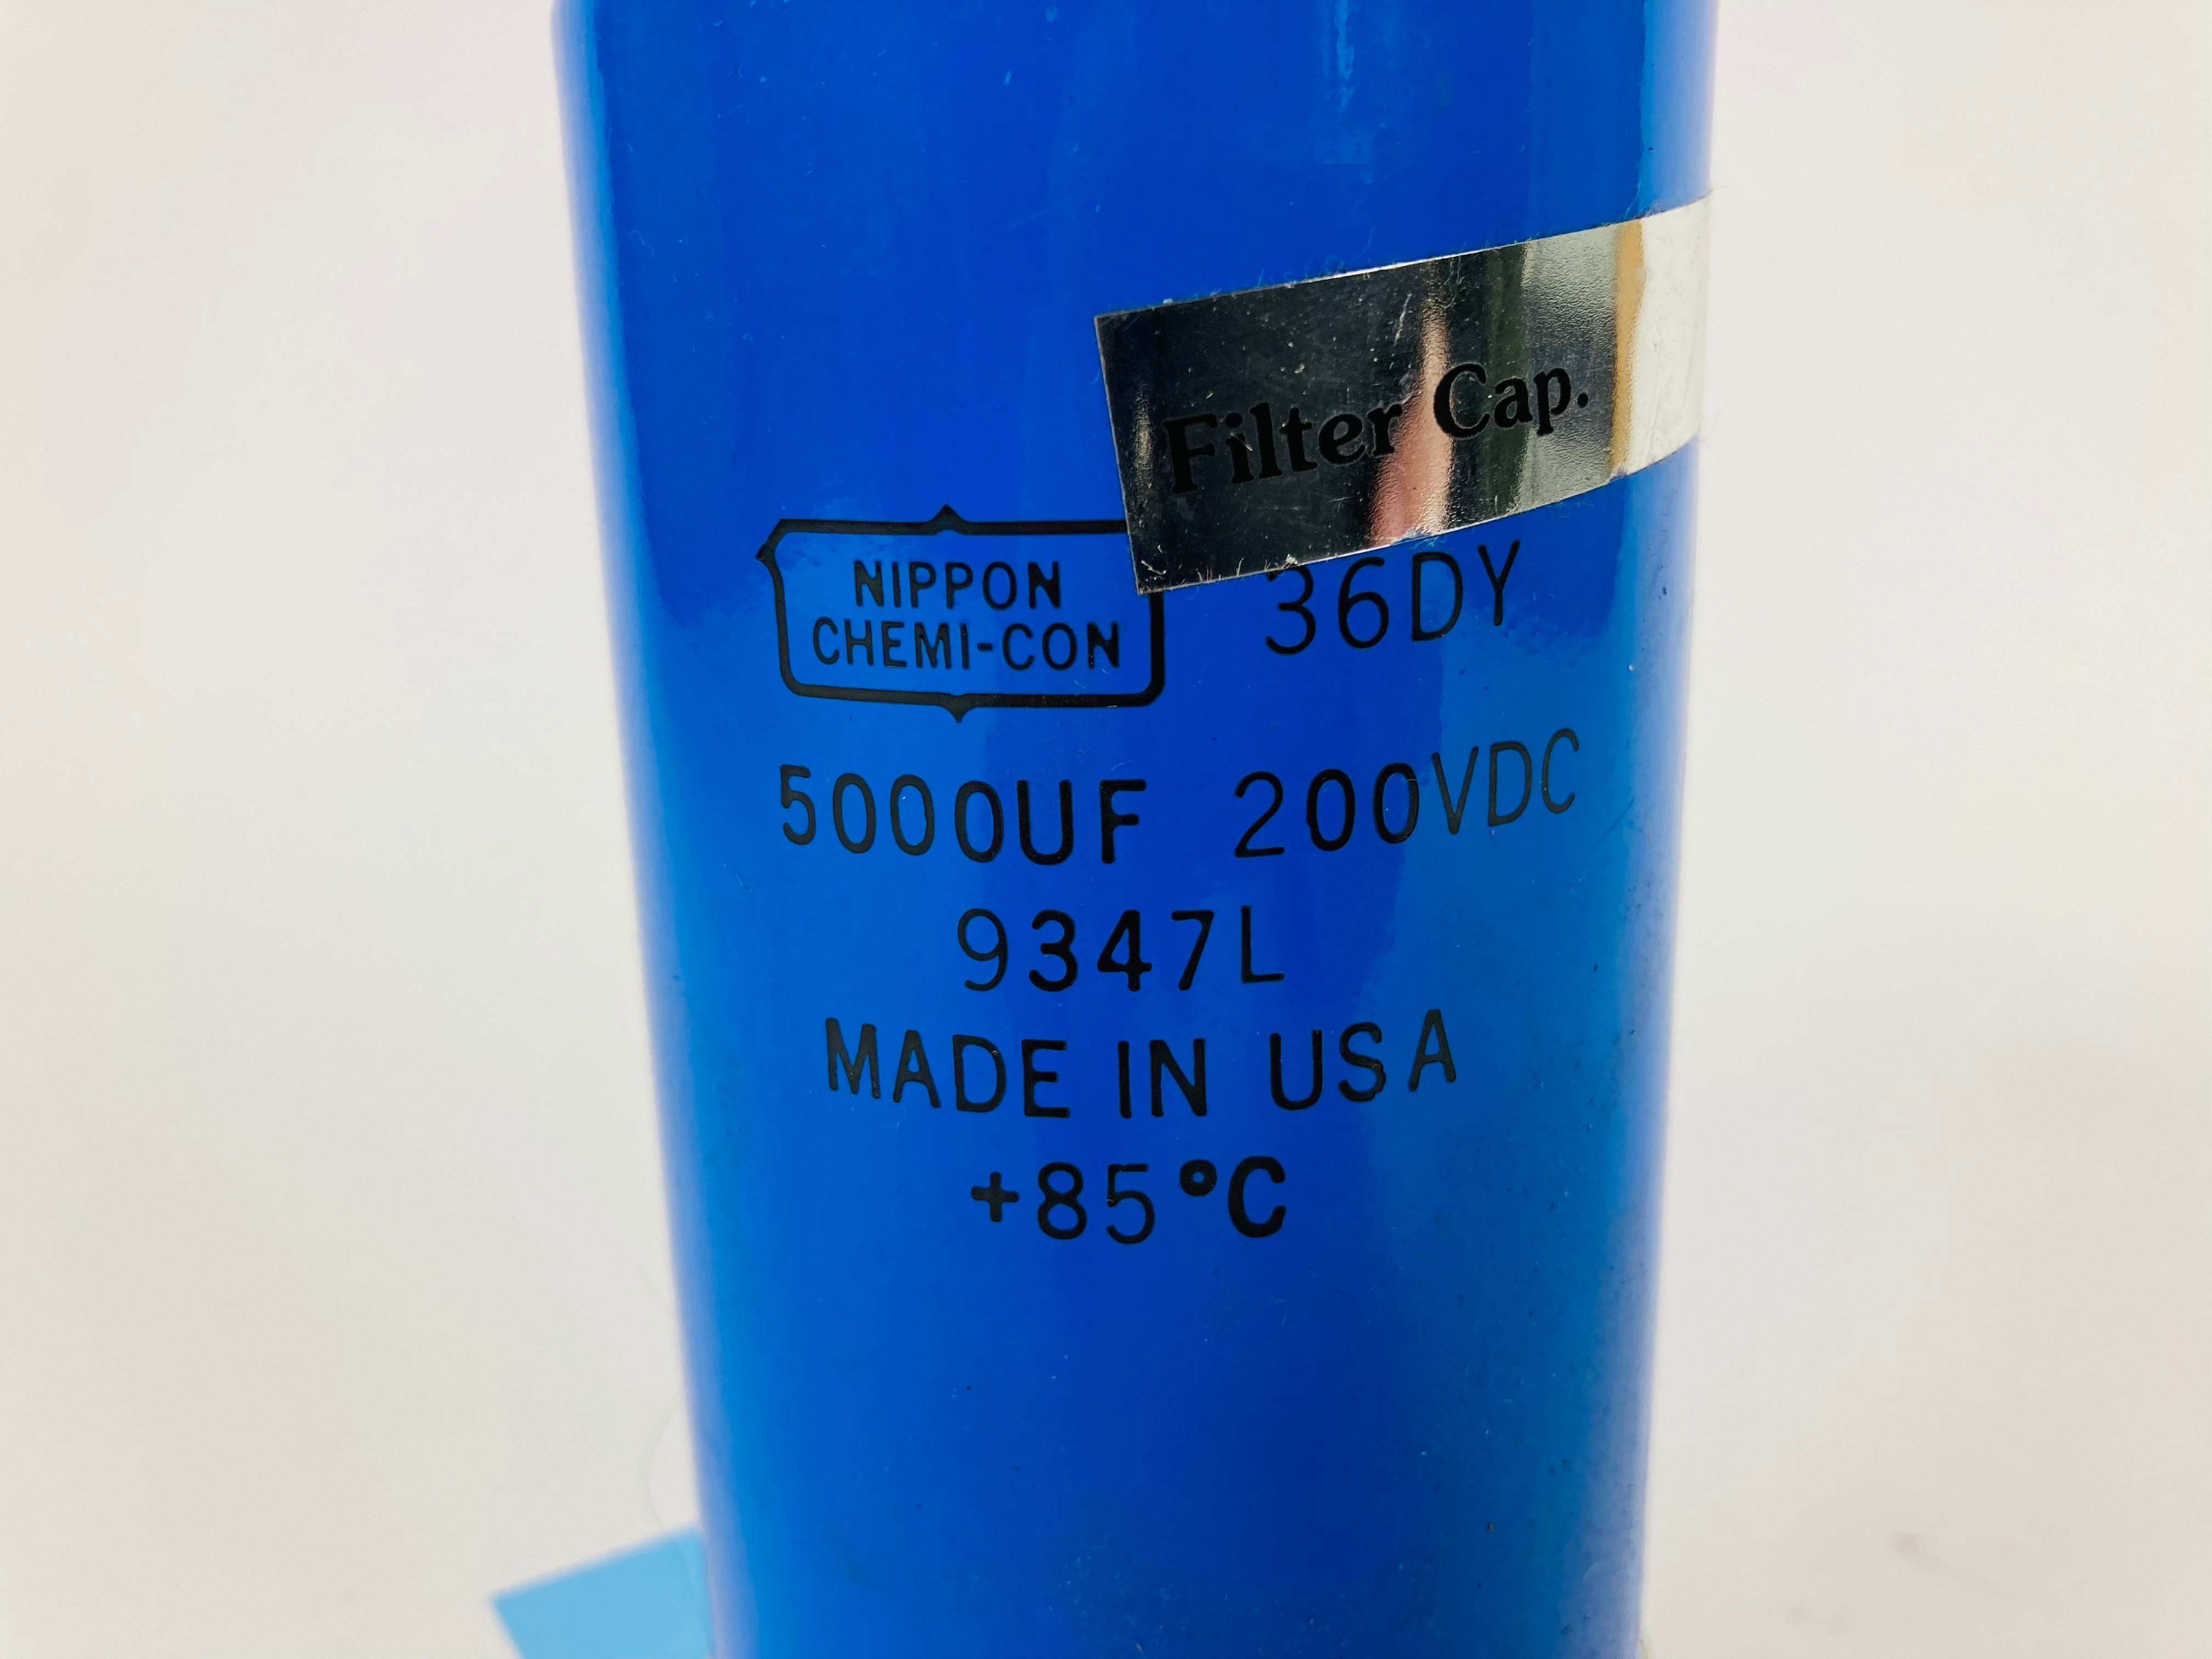 Filter Cap.
NIPPON
CHEMI-CON
36DY
5000UF 200VDC
9347L
MADE IN USA
+85°C